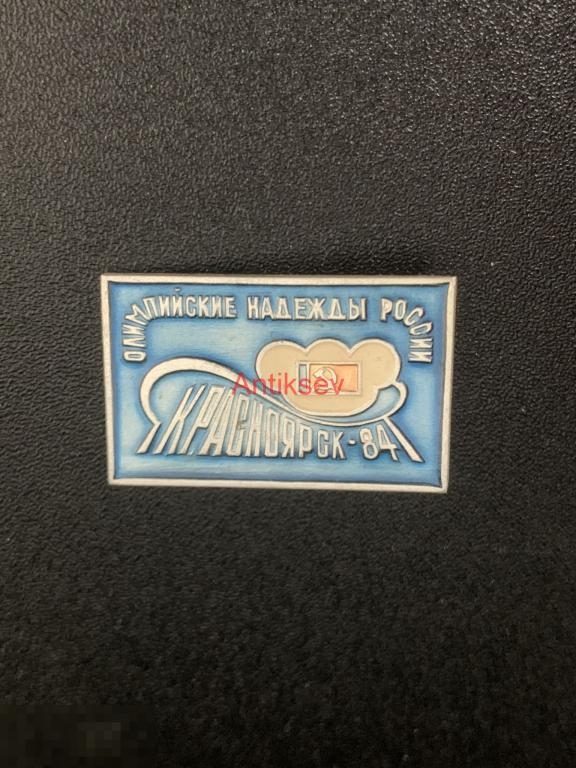 ОЛИМПИЙСКИЕ НАДЕЖДЫ РОССИИ
Antiksev
КРАСНОЯРСК-84